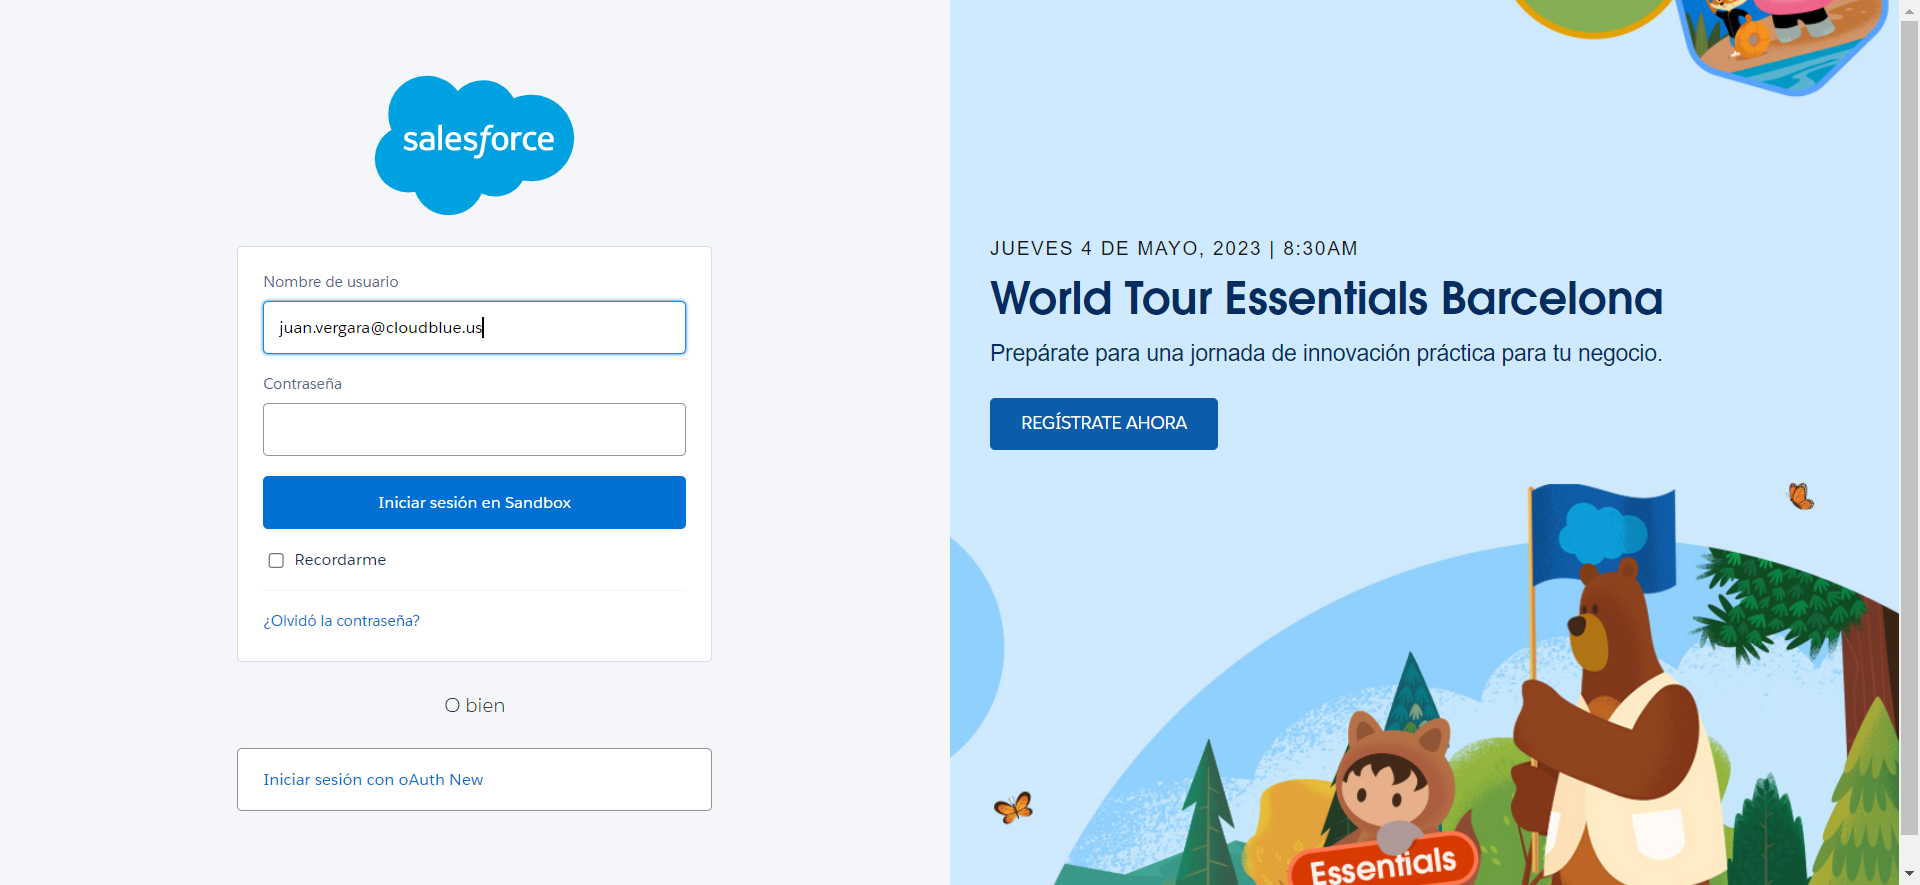 salesforce
Nombre de usuario
juan.vergara@cloudblue.us
Contraseña
Iniciar sesión en Sandbox
Recordarme
¿Olvidó la contraseña?
O bien
Iniciar sesión con oAuth New
JUEVES 4 DE MAYO, 2023 | 8:30AM
World Tour Essentials Barcelona
Prepárate para una jornada de innovación práctica para tu negocio.
REGÍSTRATE AHORA
Essentials